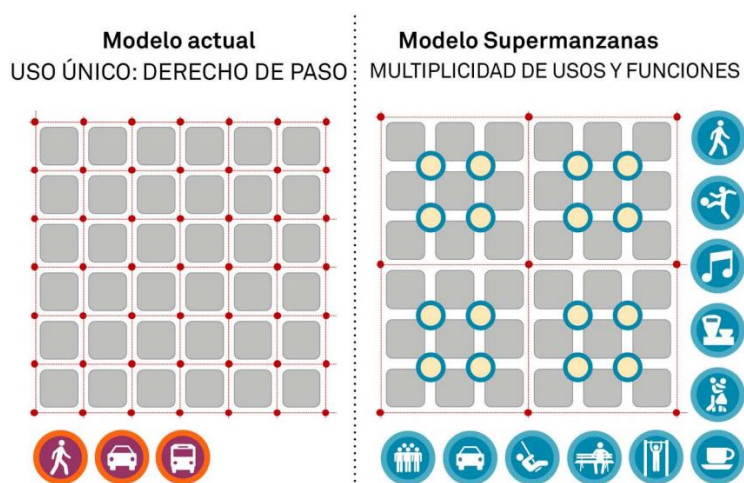 Modelo actual
USO ÚNICO: DERECHO DE PASO
Modelo Supermanzanas
MULTIPLICIDAD DE USOS Y FUNCIONES